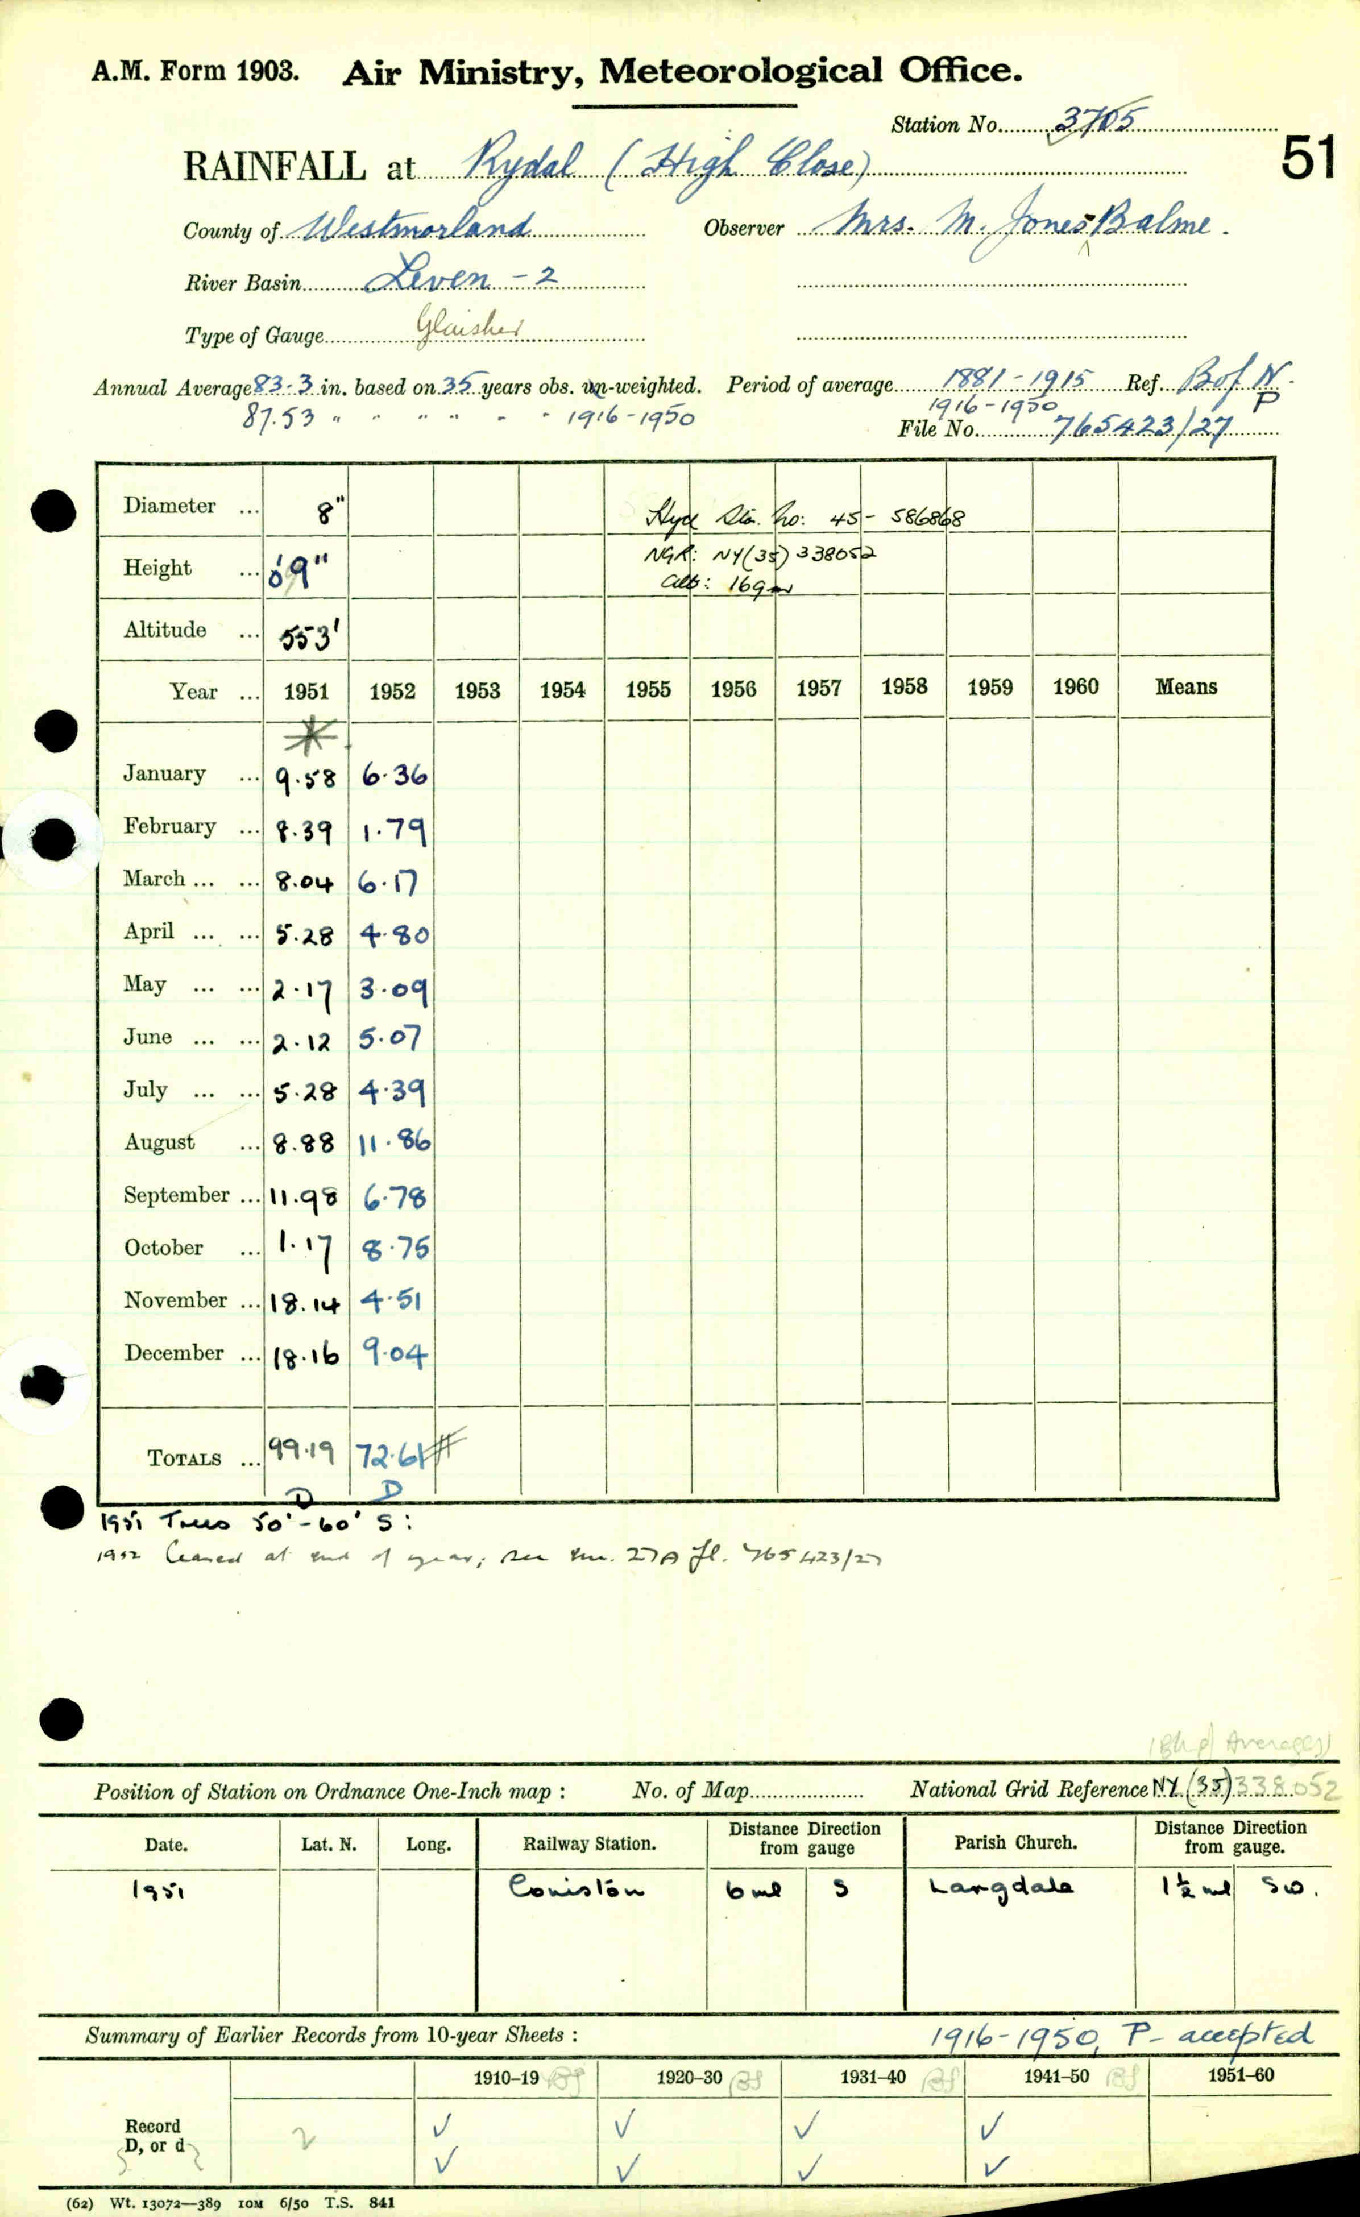 A.M. Form 1903. Air Ministry, Meteorological Office.
Station No. 3705
51
RAINFALL at Rydal (High Close)
County of Westmorland Observer Mrs. M. Jones-Balme.
River Basin Leven - 2
Type of Gauge Glaisher
Annual Average 83.3 in. based on 35 years obs. un-weighted. Period of average 1881-1915 Ref. B of N.
87.53 " " " " " " 1916-1950 1916-1950 P
File No. 765423/27
Diameter ... 8" Hyd Sta. No: 45- 586868
Height ... 0'9" NGR: NY(35) 338052
Alt: 169m
Altitude ... 553'
Year ... 1951 1952 1953 1954 1955 1956 1957 1958 1959 1960 Means
January ... 9.58 6.36
February ... 8.39 1.79
March ... ... 8.04 6.17
April ... ... 5.28 4.80
May ... ... 2.17 3.09
June ... ... 2.12 5.07
July ... ... 5.28 4.39
August ... 8.88 11.86
September ... 11.98 6.78
October ... 1.17 8.75
November ... 18.14 4.51
December ... 18.16 9.04
TOTALS ... 99.19 72.61 #
D D
1951 Trees 50'-60' S:
1952 Ceased at end of year; see 27A fl. 765423/27
Averages)
Position of Station on Ordnance One-Inch map : No. of Map National Grid Reference NY (35) 338052
Date. Lat. N. Long. Railway Station. Distance from Direction gauge Parish Church. Distance from Direction gauge.
1951 Coniston 6 ml S Langdale 1½ ml SW.
Summary of Earlier Records from 10-year Sheets : 1916-1950, P- accepted
1910–19 1920–30 1931–40 1941–50 1951–60
Record ✓ ✓ ✓ ✓
D, or d ✓ ✓ ✓ ✓
(62) Wt. 13072—389 10M 6/50 T.S. 841